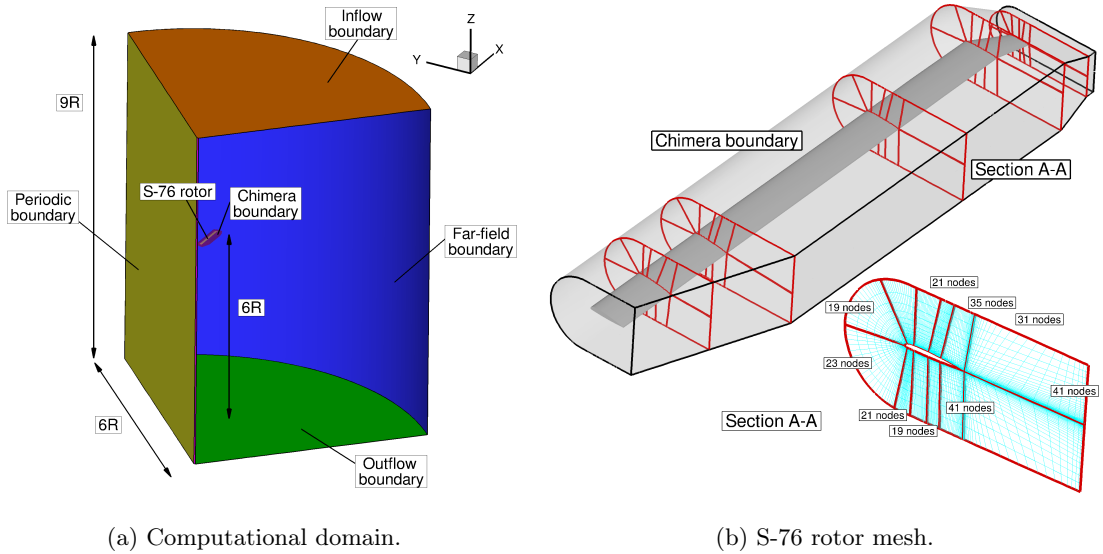 Inflow
boundary
Z
Y
X
9R
S-76 rotor
Chimera
boundary
Periodic
boundary
Far-field
boundary
6R
6R
Outflow
boundary
(a) Computational domain.
Chimera boundary
Section A-A
21 nodes
35 nodes
31 nodes
19 nodes
23 nodes
41 nodes
41 nodes
21 nodes
19 nodes
Section A-A
(b) S-76 rotor mesh.